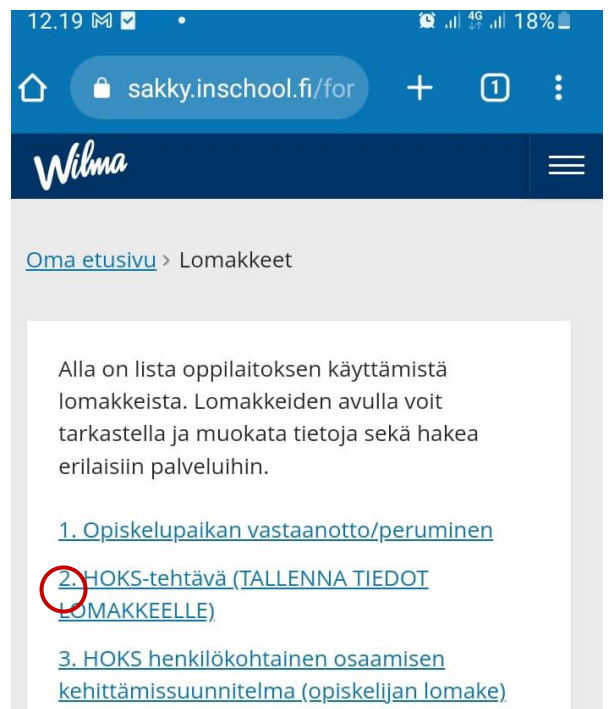 12.19 4G 18%
sakky.inschool.fi/for 1
Wilma
Oma etusivu > Lomakkeet
Alla on lista oppilaitoksen käyttämistä
lomakkeista. Lomakkeiden avulla voit
tarkastella ja muokata tietoja sekä hakea
erilaisiin palveluihin.
1. Opiskelupaikan vastaanotto/peruminen
2. HOKS-tehtävä (TALLENNA TIEDOT
LOMAKKEELLE)
3. HOKS henkilökohtainen osaamisen
kehittämissuunnitelma (opiskelijan lomake)